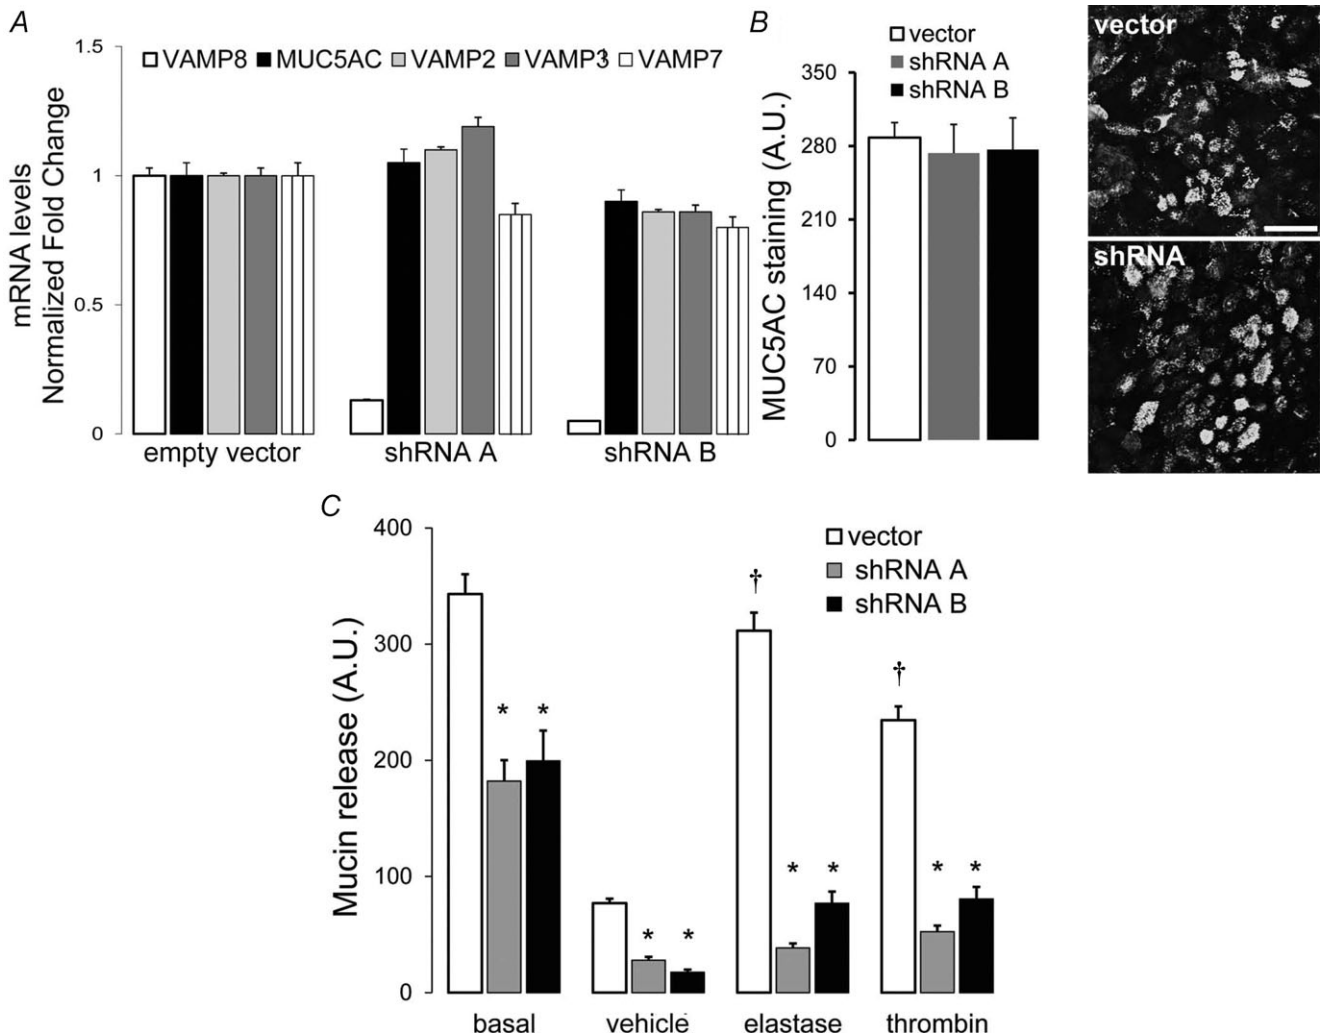 A
VAMP8 MUC5AC VAMP2 VAMP3 VAMP7
mRNA levels
Normalized Fold Change
1.5
1
0.5
0
empty vector shRNA A shRNA B
B
vector
shRNA A
shRNA B
MUC5AC staining (A.U.)
350
280
210
140
70
0
vector
shRNA
C
vector
shRNA A
shRNA B
Mucin release (A.U.)
400
300
200
100
0
† †
* * * * * * * *
basal vehicle elastase thrombin